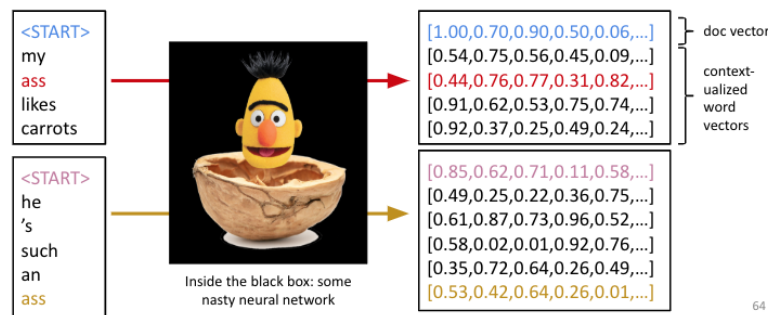 <START>
my
ass
likes
carrots
<START>
he
's
such
an
ass
Inside the black box: some
nasty neural network
[1.00,0.70,0.90,0.50,0.06,...]
[0.54,0.75,0.56,0.45,0.09,...]
[0.44,0.76,0.77,0.31,0.82,...]
[0.91,0.62,0.53,0.75,0.74,...]
[0.92,0.37,0.25,0.49,0.24,...]
doc vector
context-
ualized
word
vectors
[0.85,0.62,0.71,0.11,0.58,...]
[0.49,0.25,0.22,0.36,0.75,...]
[0.61,0.87,0.73,0.96,0.52,...]
[0.58,0.02,0.01,0.92,0.76,...]
[0.35,0.72,0.64,0.26,0.49,...]
[0.53,0.42,0.64,0.26,0.01,...]
64